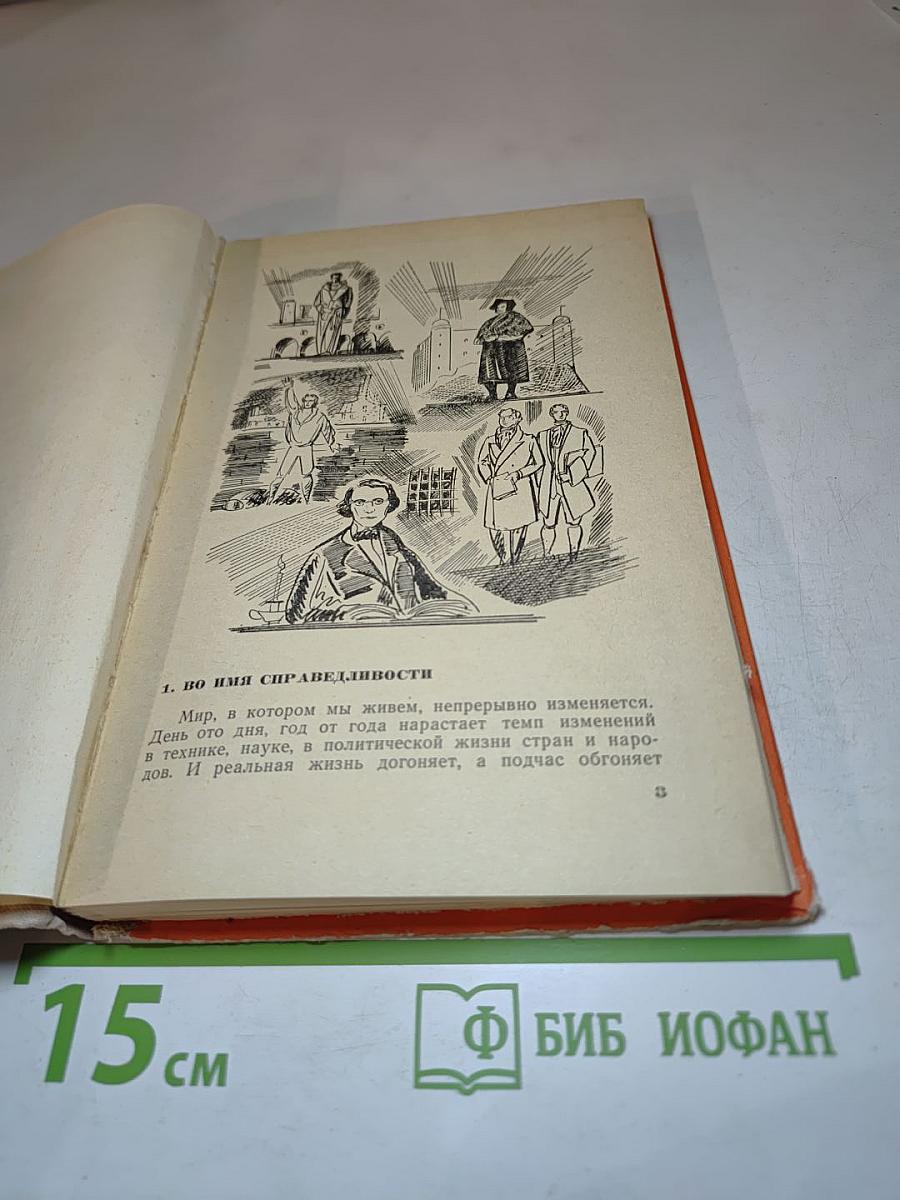 1. ВО ИМЯ СПРАВЕДЛИВОСТИ
Мир, в котором мы живем, непрерывно изменяется.
День ото дня, год от года нарастает темп изменений
в технике, науке, в политической жизни стран и наро-
дов. И реальная жизнь догоняет, а подчас обгоняет
3
15 см
Ф БИБ ИОФАН